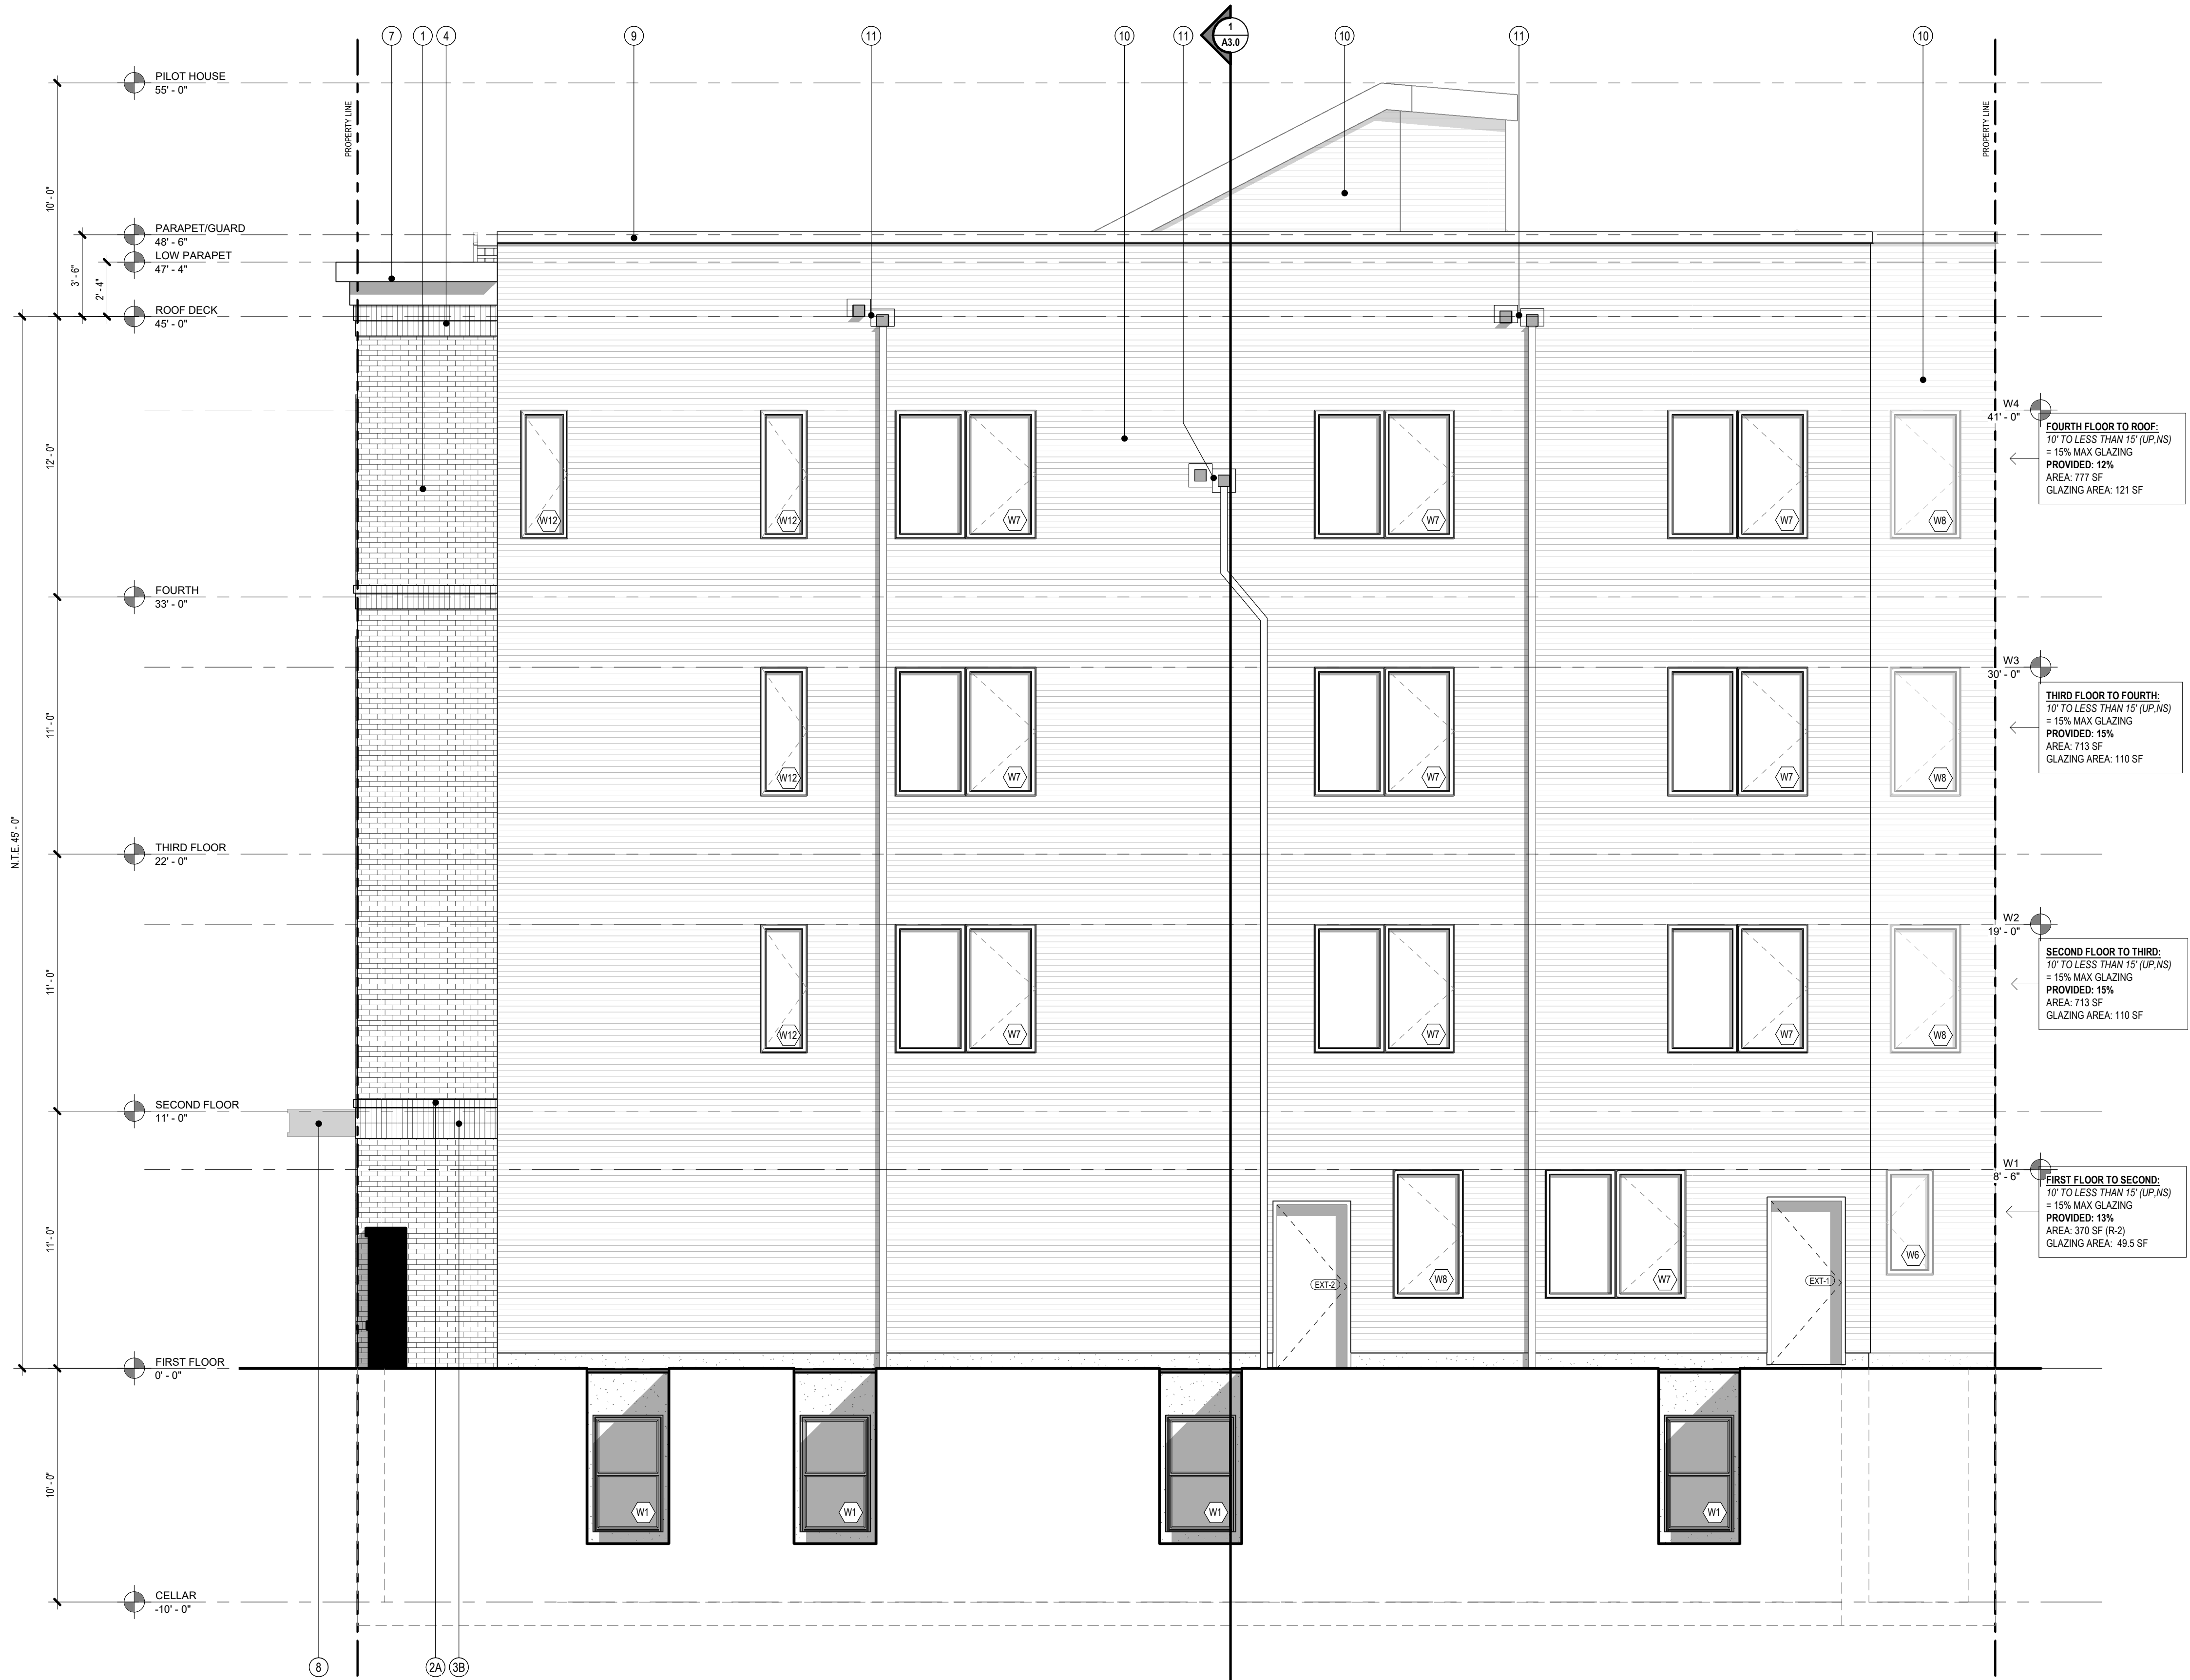 7
1
4
9
11
10
11
1
A3.0
10
11
10
PILOT HOUSE
55' - 0"
PROPERTY LINE
PROPERTY LINE
10' - 0"
PARAPET/GUARD
48' - 6"
LOW PARAPET
47' - 4"
3' - 6"
2' - 4"
ROOF DECK
45' - 0"
W4
41' - 0"
FOURTH FLOOR TO ROOF:
10' TO LESS THAN 15' (UP,NS)
= 15% MAX GLAZING
PROVIDED: 12%
AREA: 777 SF
GLAZING AREA: 121 SF
12' - 0"
W12
W12
W7
W7
W7
W8
FOURTH
33' - 0"
W3
30' - 0"
THIRD FLOOR TO FOURTH:
10' TO LESS THAN 15' (UP,NS)
= 15% MAX GLAZING
PROVIDED: 15%
AREA: 713 SF
GLAZING AREA: 110 SF
11' - 0"
W12
W7
W7
W7
W8
N.T.E. 45' - 0"
THIRD FLOOR
22' - 0"
W2
19' - 0"
SECOND FLOOR TO THIRD:
10' TO LESS THAN 15' (UP,NS)
= 15% MAX GLAZING
PROVIDED: 15%
AREA: 713 SF
GLAZING AREA: 110 SF
11' - 0"
W12
W7
W7
W7
W8
SECOND FLOOR
11' - 0"
W1
8' - 6"
FIRST FLOOR TO SECOND:
10' TO LESS THAN 15' (UP,NS)
= 15% MAX GLAZING
PROVIDED: 13%
AREA: 370 SF (R-2)
GLAZING AREA: 49.5 SF
11' - 0"
EXT-2
W8
W7
EXT-1
W6
FIRST FLOOR
0' - 0"
10' - 0"
W1
W1
W1
W1
CELLAR
-10' - 0"
8
2A
3B